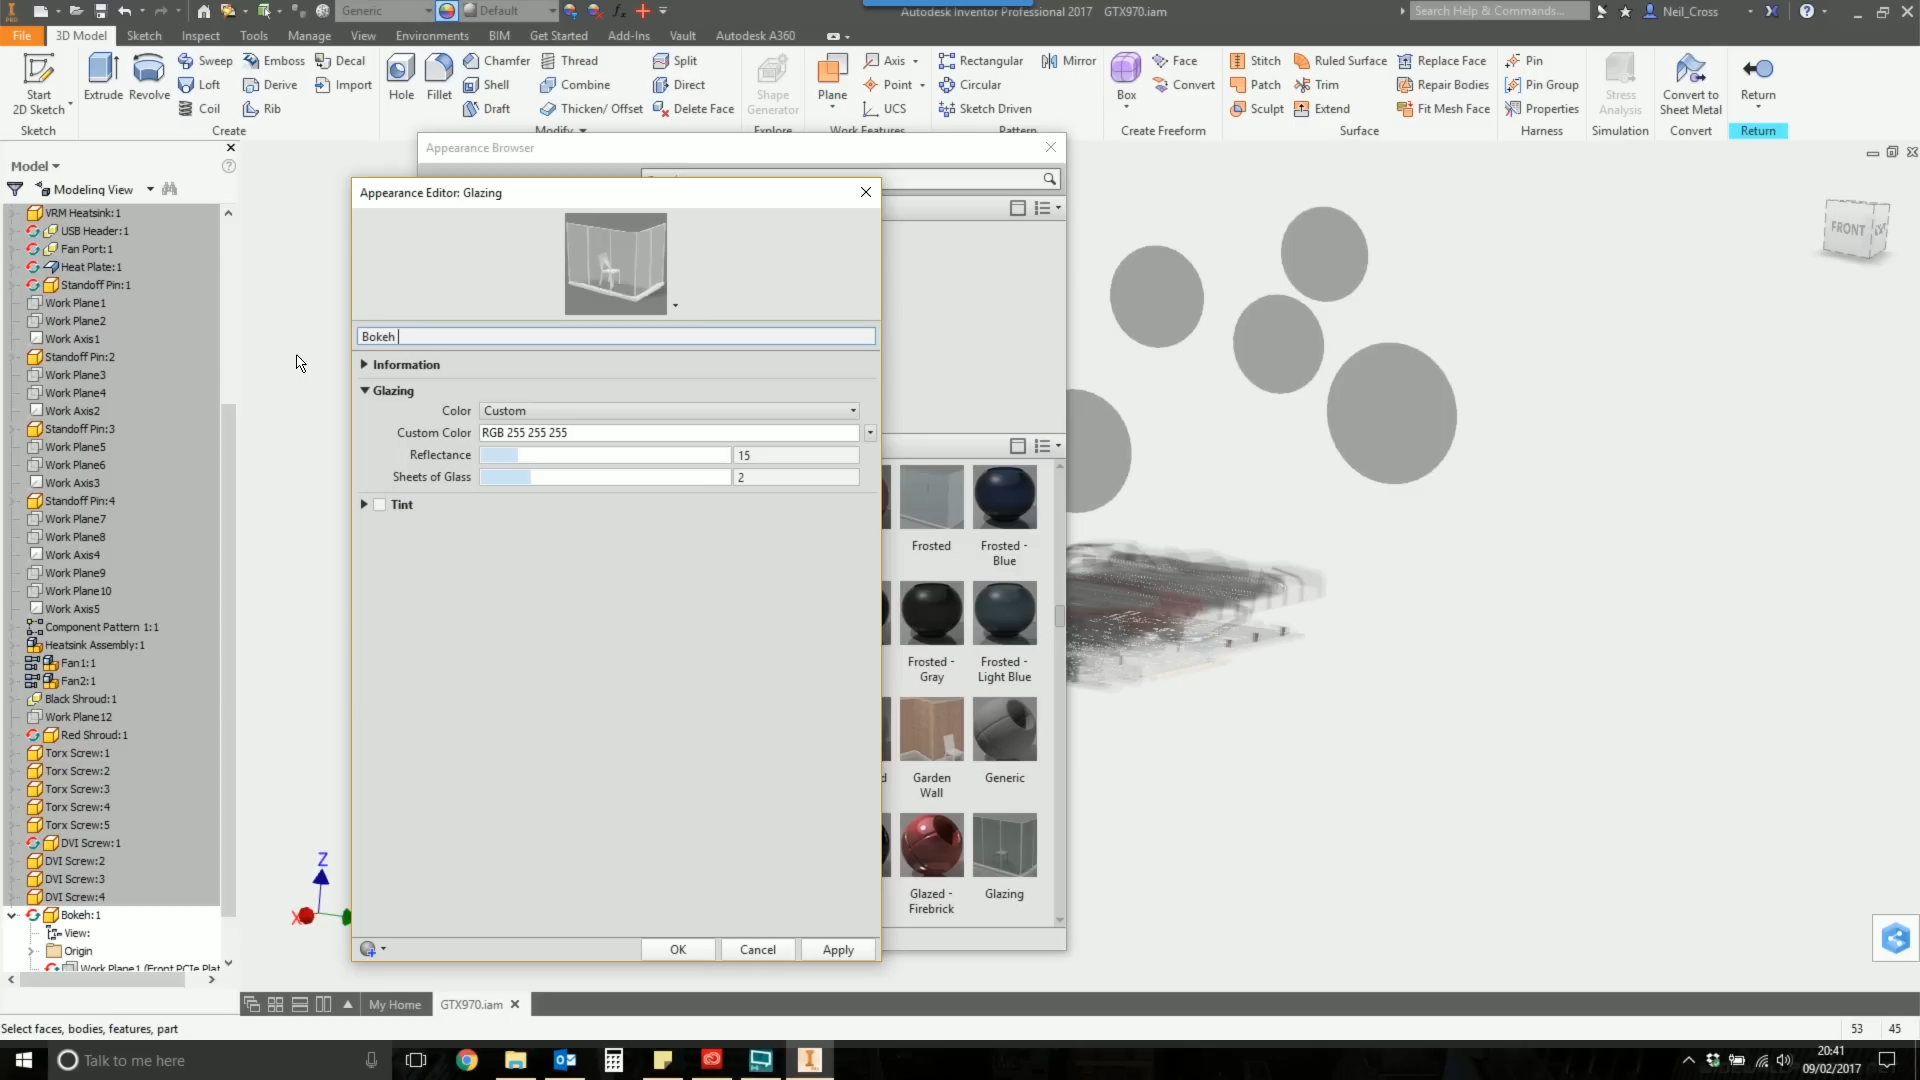 Generic
Default
Autodesk Inventor Professional 2017 GTX970.iam
Search Help & Commands...
Neil_Cross
File 3D Model Sketch Inspect Tools Manage View Environments BIM Get Started Add-Ins Vault Autodesk A360
Start
2D Sketch
Sketch
Extrude
Revolve
Sweep
Loft
Coil
Emboss
Derive
Rib
Decal
Import
Create
Hole
Fillet
Chamfer
Shell
Draft
Thread
Combine
Thicken/ Offset
Split
Direct
Delete Face
Modify
Shape
Generator
Explore
Plane
Axis
Point
UCS
Work Features
Rectangular
Circular
Sketch Driven
Mirror
Pattern
Box
Face
Convert
Create Freeform
Stitch
Patch
Sculpt
Ruled Surface
Trim
Extend
Replace Face
Repair Bodies
Fit Mesh Face
Surface
Pin
Pin Group
Properties
Harness
Stress
Analysis
Simulation
Convert to
Sheet Metal
Convert
Return
Return
Model
Modeling View
VRM Heatsink:1
USB Header:1
Fan Port:1
Heat Plate:1
Standoff Pin:1
Work Plane1
Work Plane2
Work Axis1
Standoff Pin:2
Work Plane3
Work Plane4
Work Axis2
Standoff Pin:3
Work Plane5
Work Plane6
Work Axis3
Standoff Pin:4
Work Plane7
Work Plane8
Work Axis4
Work Plane9
Work Plane10
Work Axis5
Component Pattern 1:1
Heatsink Assembly:1
Fan1:1
Fan2:1
Black Shroud:1
Work Plane12
Red Shroud:1
Torx Screw:1
Torx Screw:2
Torx Screw:3
Torx Screw:4
Torx Screw:5
DVI Screw:1
DVI Screw:2
DVI Screw:3
DVI Screw:4
Bokeh:1
View:
Origin
Work Plane1 (Front PCIe Plat
Appearance Browser
Appearance Editor: Glazing
Bokeh
Information
Glazing
Color Custom
Custom Color RGB 255 255 255
Reflectance 15
Sheets of Glass 2
Tint
OK Cancel Apply
Frosted
Frosted -
Blue
Frosted -
Gray
Frosted -
Light Blue
Garden
Wall
Generic
Glazed -
Firebrick
Glazing
FRONT
Z
X
My Home
GTX970.iam
Select faces, bodies, features, part
53 45
Talk to me here
20:41
09/02/2017